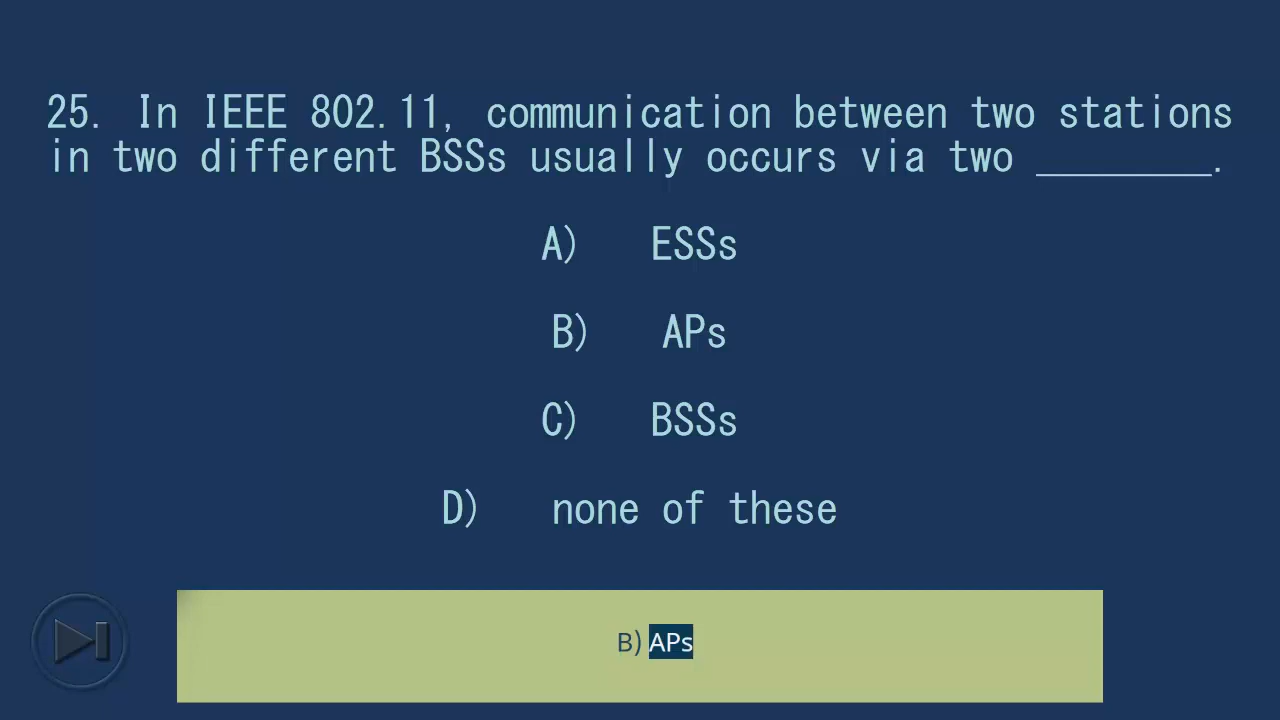 25. In IEEE 802.11, communication between two stations
in two different BSSs usually occurs via two ________.
A) ESSs
B) APs
C) BSSs
D) none of these
B) APs